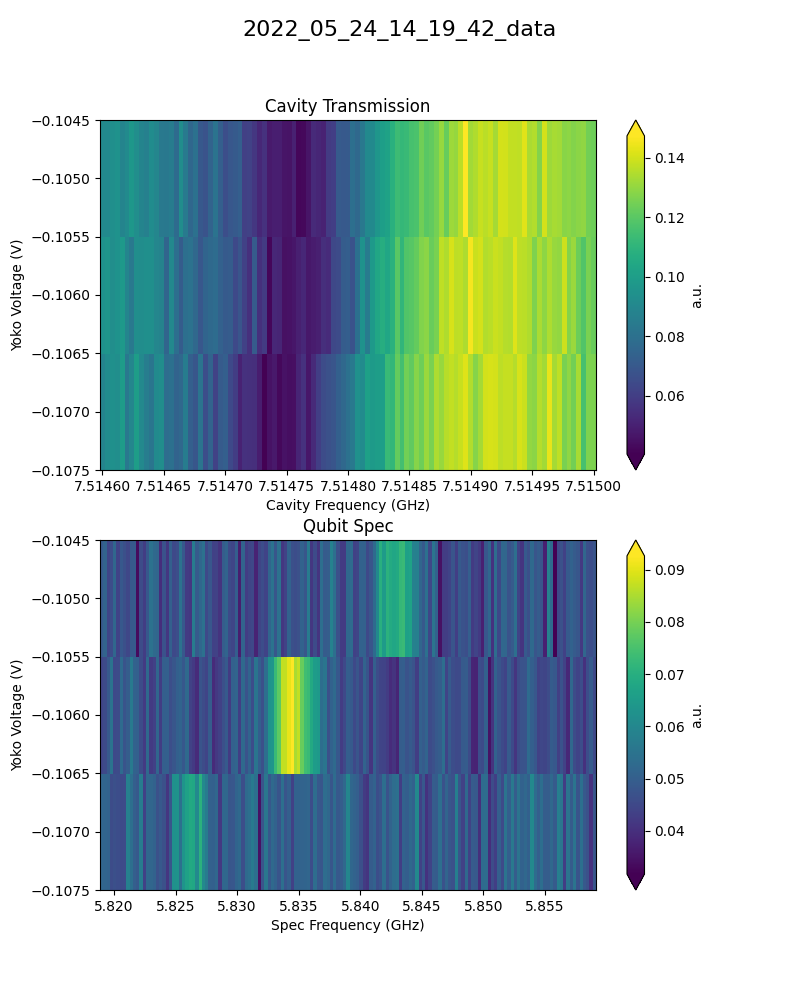 2022_05_24_14_19_42_data
Cavity Transmission
Yoko Voltage (V)
−0.1045
−0.1050
−0.1055
−0.1060
−0.1065
−0.1070
−0.1075
7.51460 7.51465 7.51470 7.51475 7.51480 7.51485 7.51490 7.51495 7.51500
Cavity Frequency (GHz)
0.14
0.12
0.10
0.08
0.06
a.u.
Qubit Spec
Yoko Voltage (V)
−0.1045
−0.1050
−0.1055
−0.1060
−0.1065
−0.1070
−0.1075
5.820 5.825 5.830 5.835 5.840 5.845 5.850 5.855
Spec Frequency (GHz)
0.09
0.08
0.07
0.06
0.05
0.04
a.u.